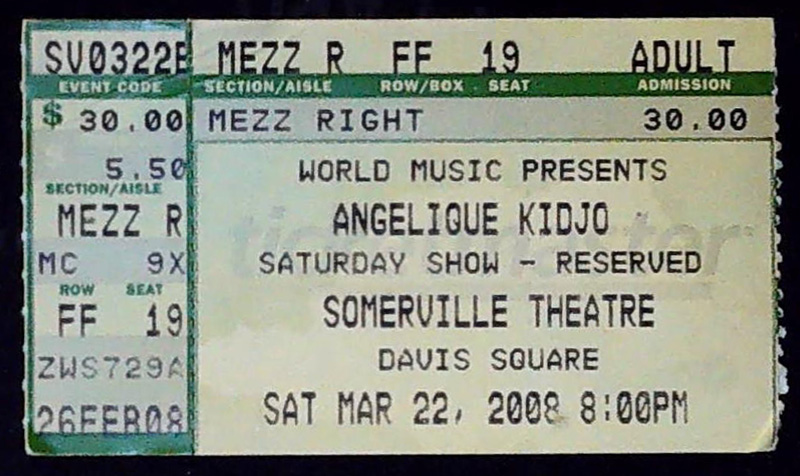 SV0322E MEZZ R FF 19 ADULT
EVENT CODE SECTION/AISLE ROW/BOX SEAT ADMISSION
$ 30.00 MEZZ RIGHT 30.00
5.50
SECTION/AISLE
MEZZ R
MC 9X
ROW SEAT
FF 19
ZWS729A
26FEB08
WORLD MUSIC PRESENTS
ANGELIQUE KIDJO
SATURDAY SHOW - RESERVED
SOMERVILLE THEATRE
DAVIS SQUARE
SAT MAR 22, 2008 8:00PM
ticketmaster